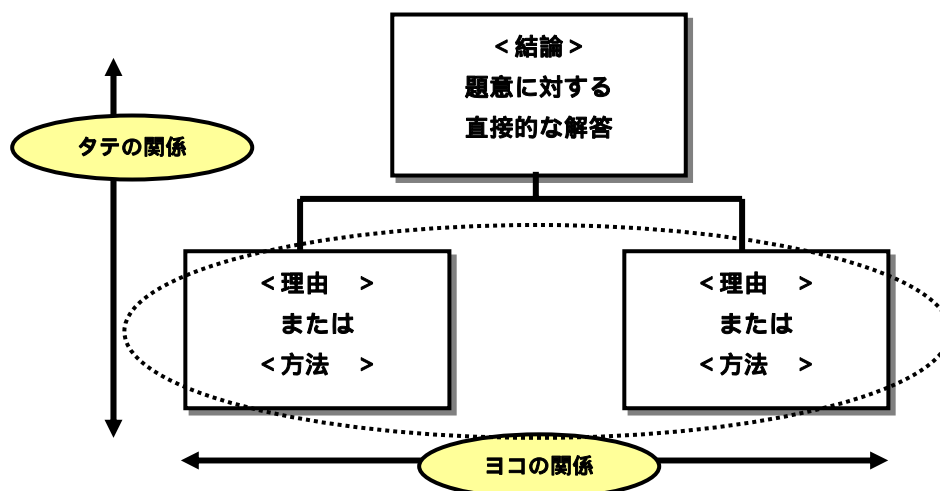 <結論>
題意に対する
直接的な解答
タテの関係
<理由　>
または
<方法　>
<理由　>
または
<方法　>
ヨコの関係